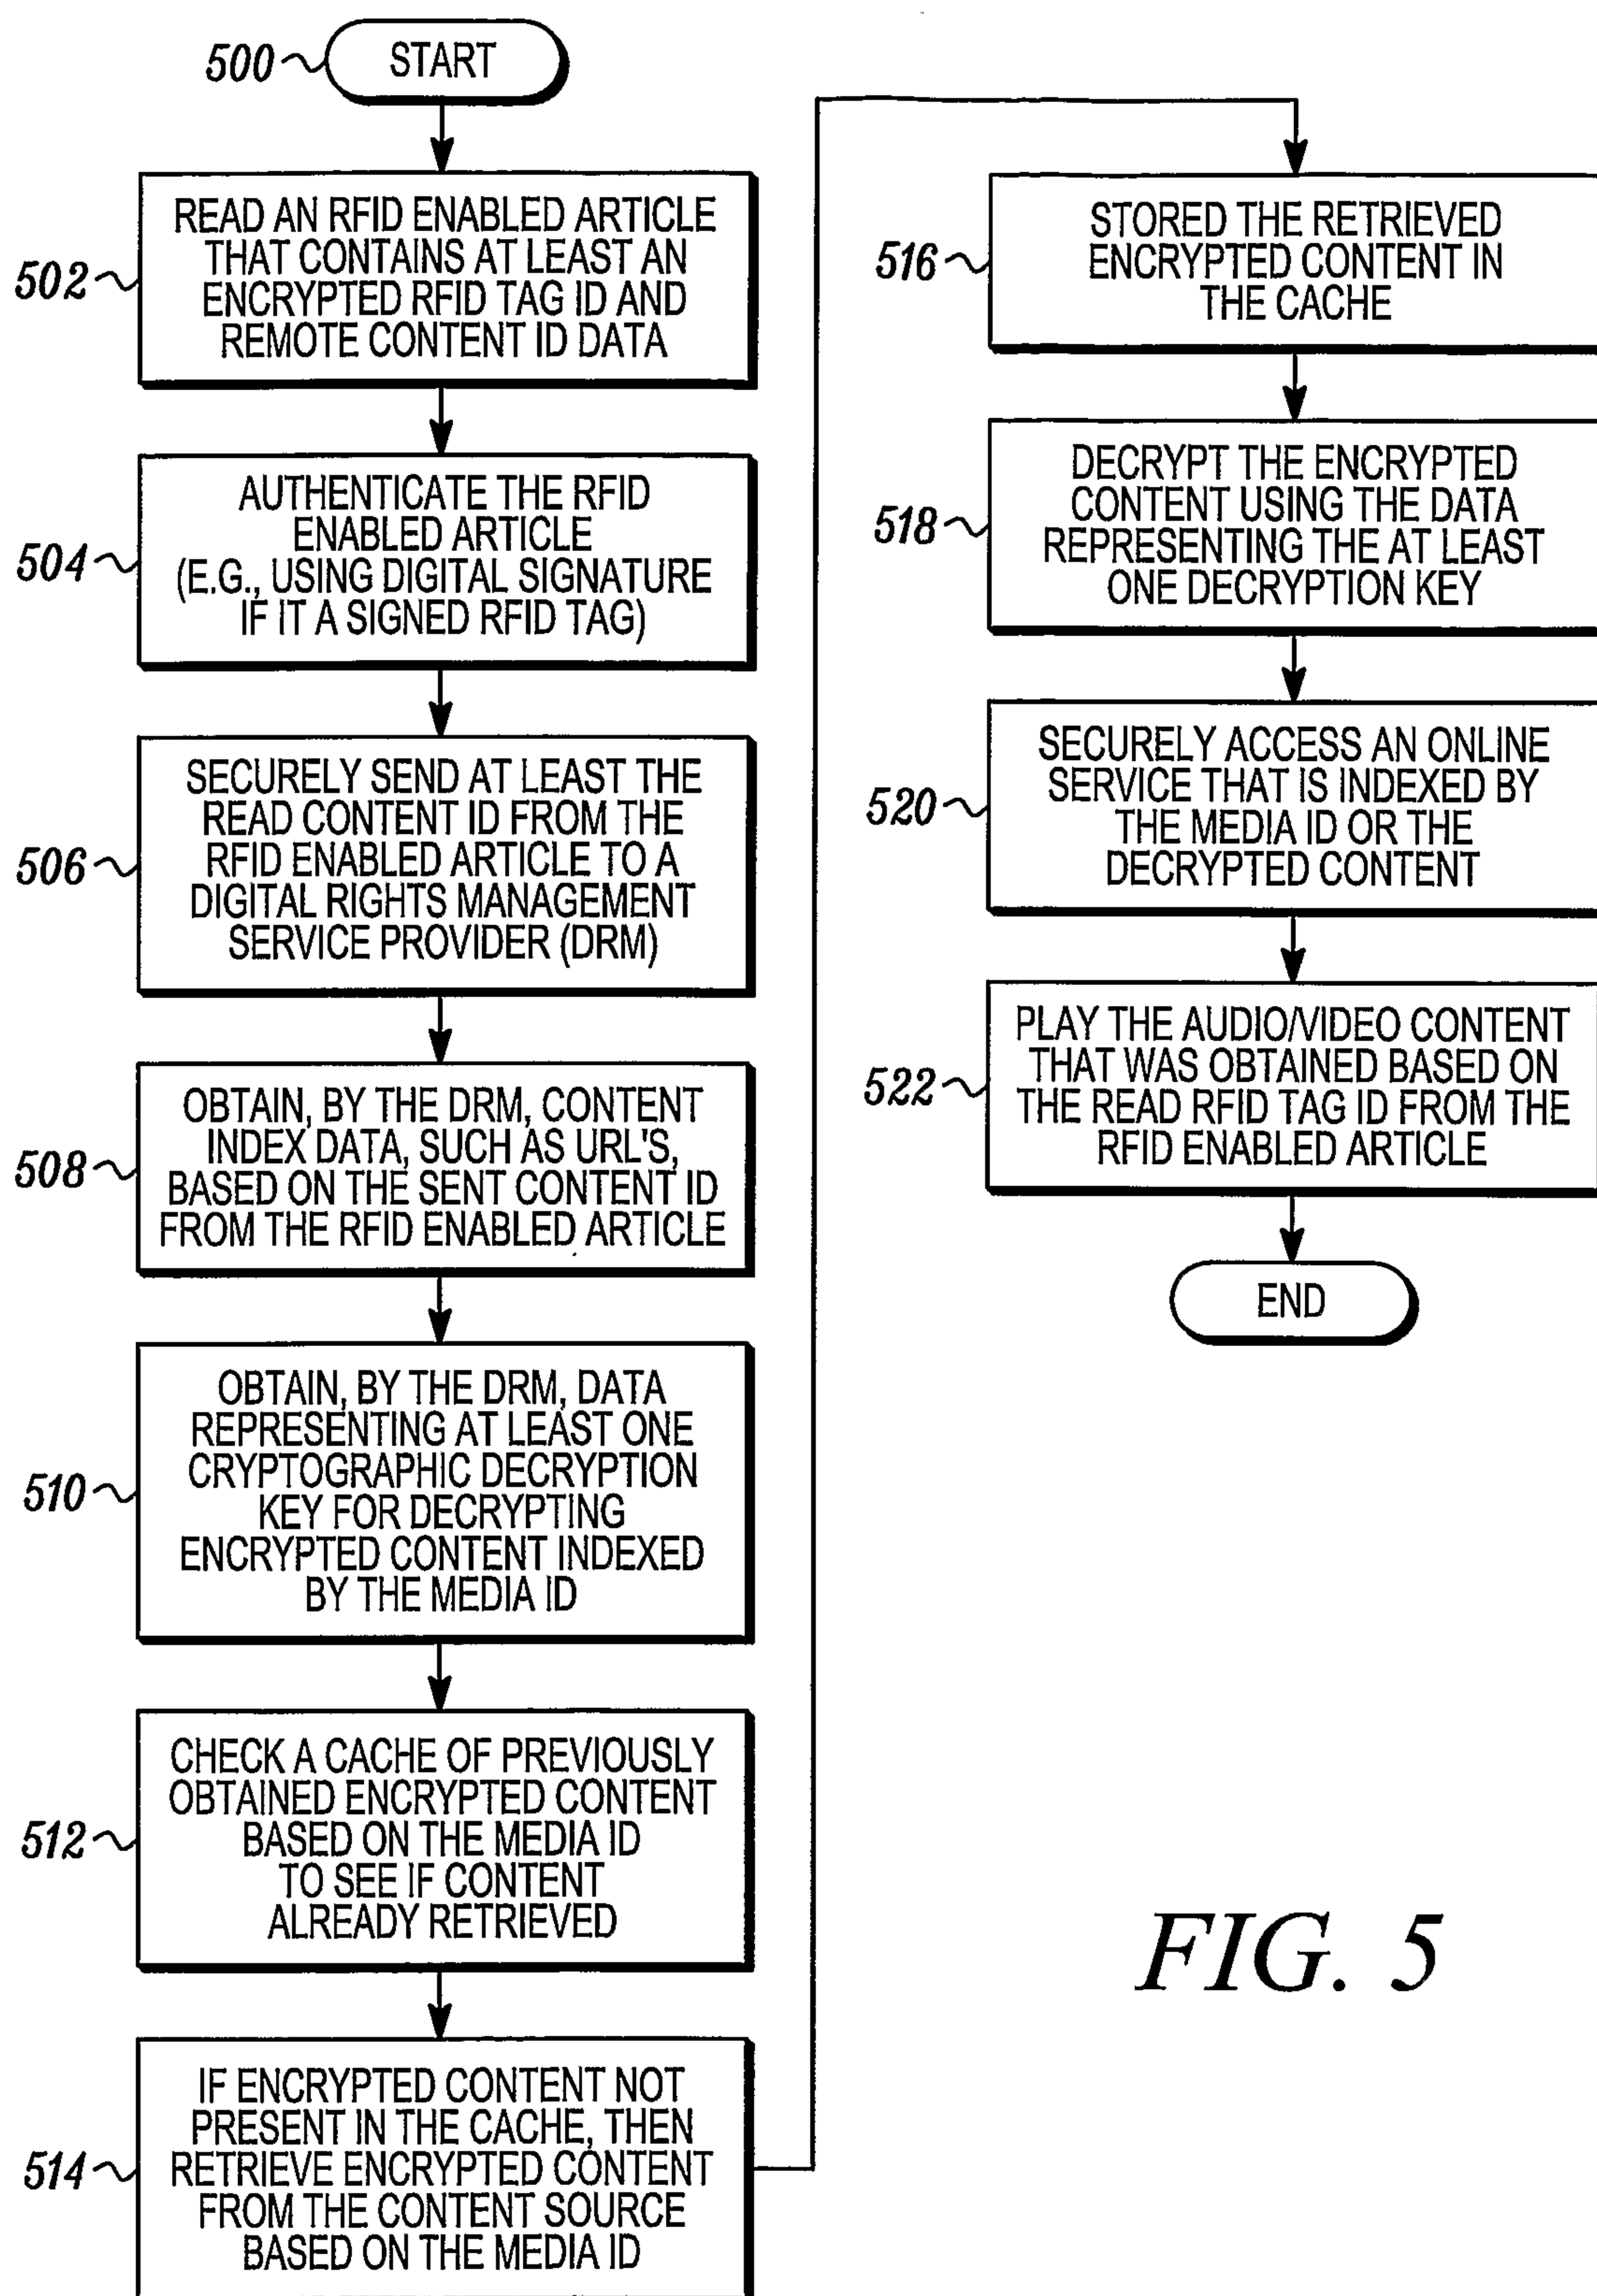 500
START
502
READ AN RFID ENABLED ARTICLE
THAT CONTAINS AT LEAST AN
ENCRYPTED RFID TAG ID AND
REMOTE CONTENT ID DATA
504
AUTHENTICATE THE RFID
ENABLED ARTICLE
(E.G., USING DIGITAL SIGNATURE
IF IT A SIGNED RFID TAG)
506
SECURELY SEND AT LEAST THE
READ CONTENT ID FROM THE
RFID ENABLED ARTICLE TO A
DIGITAL RIGHTS MANAGEMENT
SERVICE PROVIDER (DRM)
508
OBTAIN, BY THE DRM, CONTENT
INDEX DATA, SUCH AS URL'S,
BASED ON THE SENT CONTENT ID
FROM THE RFID ENABLED ARTICLE
510
OBTAIN, BY THE DRM, DATA
REPRESENTING AT LEAST ONE
CRYPTOGRAPHIC DECRYPTION
KEY FOR DECRYPTING
ENCRYPTED CONTENT INDEXED
BY THE MEDIA ID
512
CHECK A CACHE OF PREVIOUSLY
OBTAINED ENCRYPTED CONTENT
BASED ON THE MEDIA ID
TO SEE IF CONTENT
ALREADY RETRIEVED
514
IF ENCRYPTED CONTENT NOT
PRESENT IN THE CACHE, THEN
RETRIEVE ENCRYPTED CONTENT
FROM THE CONTENT SOURCE
BASED ON THE MEDIA ID
516
STORED THE RETRIEVED
ENCRYPTED CONTENT IN
THE CACHE
518
DECRYPT THE ENCRYPTED
CONTENT USING THE DATA
REPRESENTING THE AT LEAST
ONE DECRYPTION KEY
520
SECURELY ACCESS AN ONLINE
SERVICE THAT IS INDEXED BY
THE MEDIA ID OR THE
DECRYPTED CONTENT
522
PLAY THE AUDIO/VIDEO CONTENT
THAT WAS OBTAINED BASED ON
THE READ RFID TAG ID FROM THE
RFID ENABLED ARTICLE
END
FIG. 5